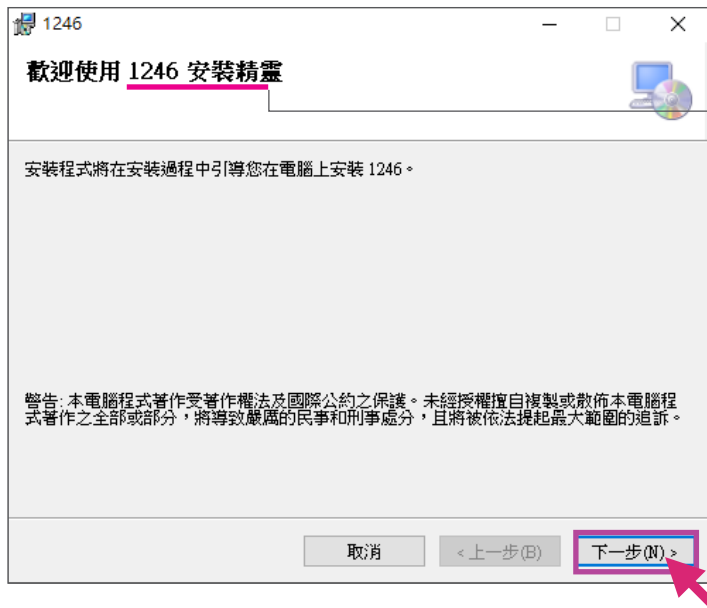 1246
歡迎使用 1246 安裝精靈
安裝程式將在安裝過程中引導您在電腦上安裝 1246。
警告: 本電腦程式著作受著作權法及國際公約之保護。未經授權擅自複製或散佈本電腦程
式著作之全部或部分，將導致嚴厲的民事和刑事處分，且將被依法提起最大範圍的追訴。
取消
<上一步(B)
下一步(N) >